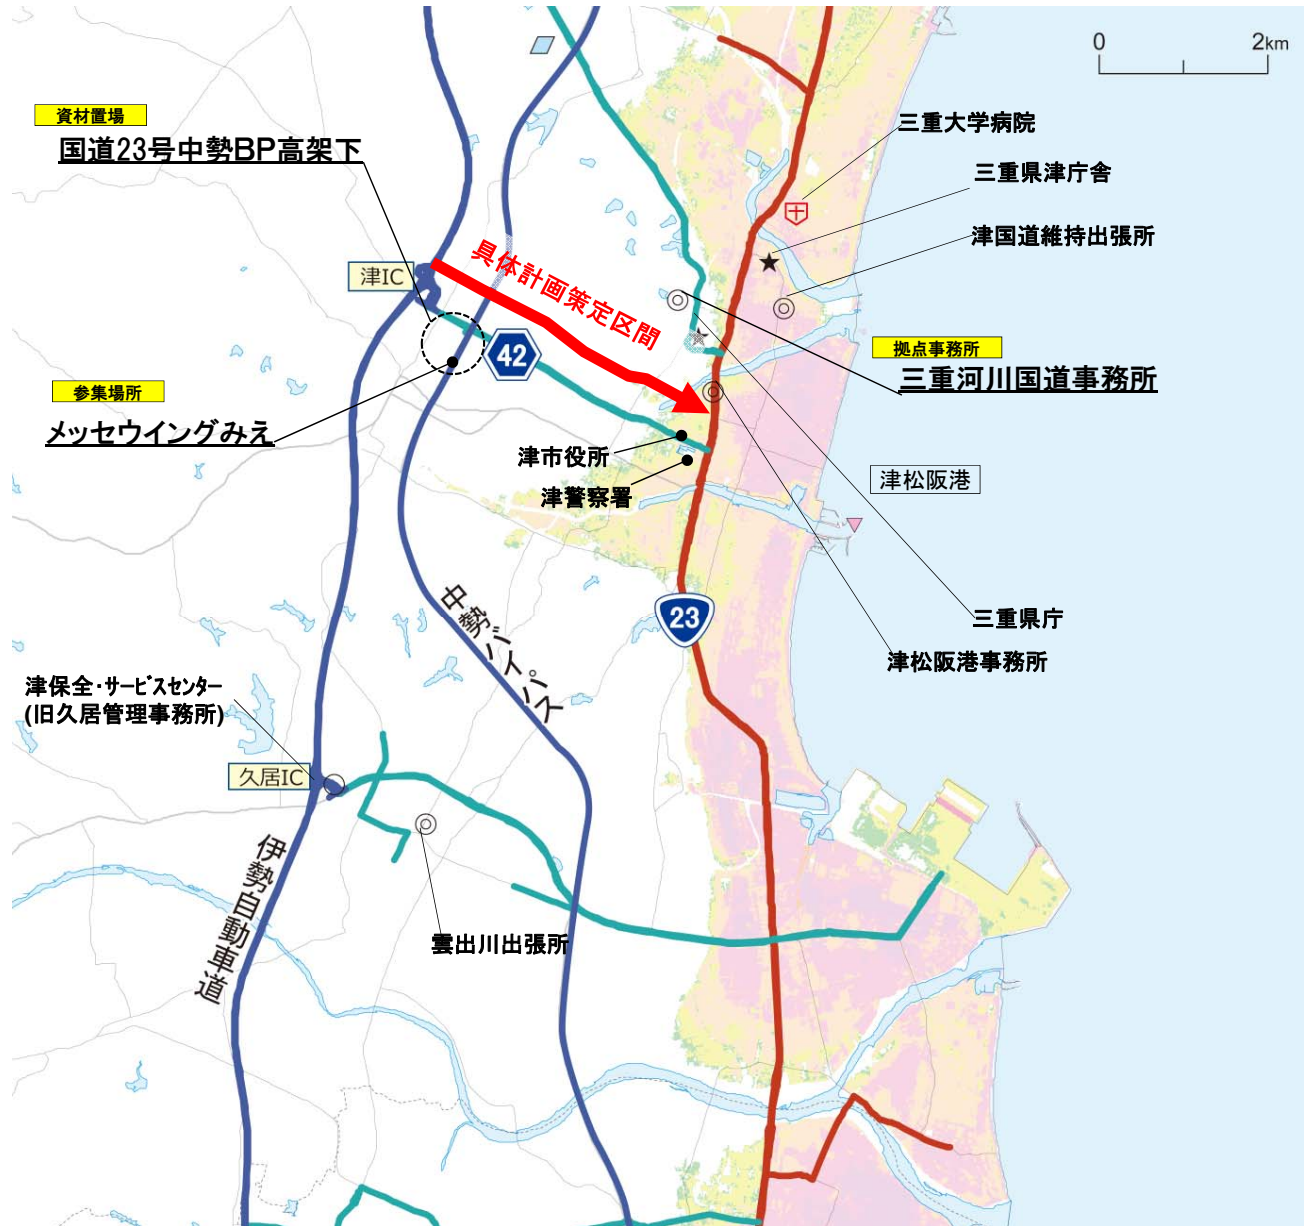 0 2km
資材置場
国道23号中勢BP高架下
三重大学病院
三重県津庁舎
津国道維持出張所
津IC
具体計画策定区間
42
拠点事務所
三重河川国道事務所
参集場所
メッセウイングみえ
津市役所
津警察署
津松阪港
23
中勢バイパス
三重県庁
津松阪港事務所
津保全・サービスセンター
(旧久居管理事務所)
久居IC
伊勢自動車道
雲出川出張所